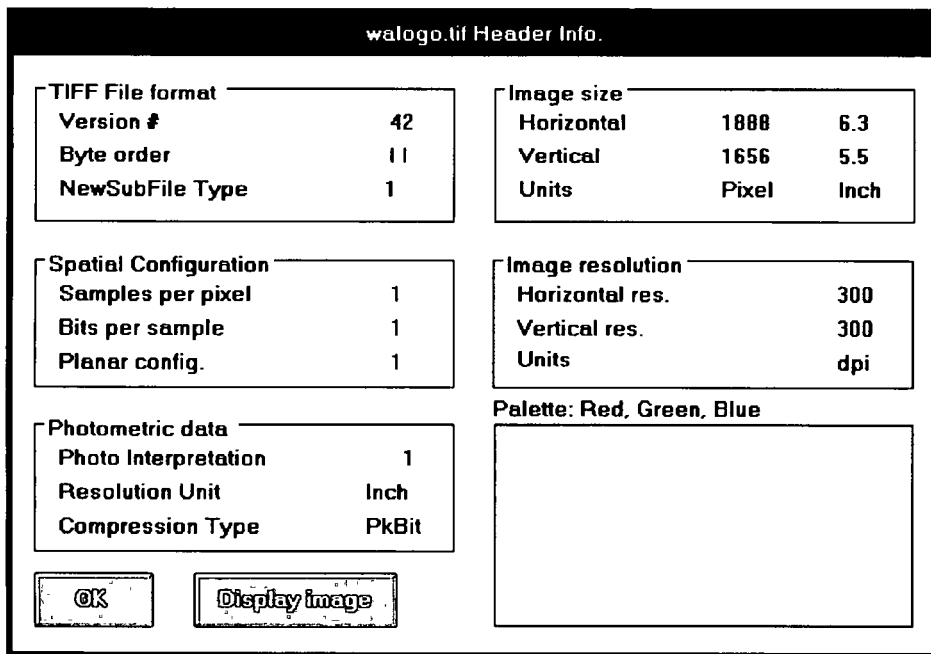 walogo.tif Header Info.
TIFF File format
Version # 42
Byte order I I
NewSubFile Type 1
Image size
Horizontal 1888 6.3
Vertical 1656 5.5
Units Pixel Inch
Spatial Configuration
Samples per pixel 1
Bits per sample 1
Planar config. 1
Image resolution
Horizontal res. 300
Vertical res. 300
Units dpi
Photometric data
Photo Interpretation 1
Resolution Unit Inch
Compression Type PkBit
Palette: Red, Green, Blue
OK
Display image